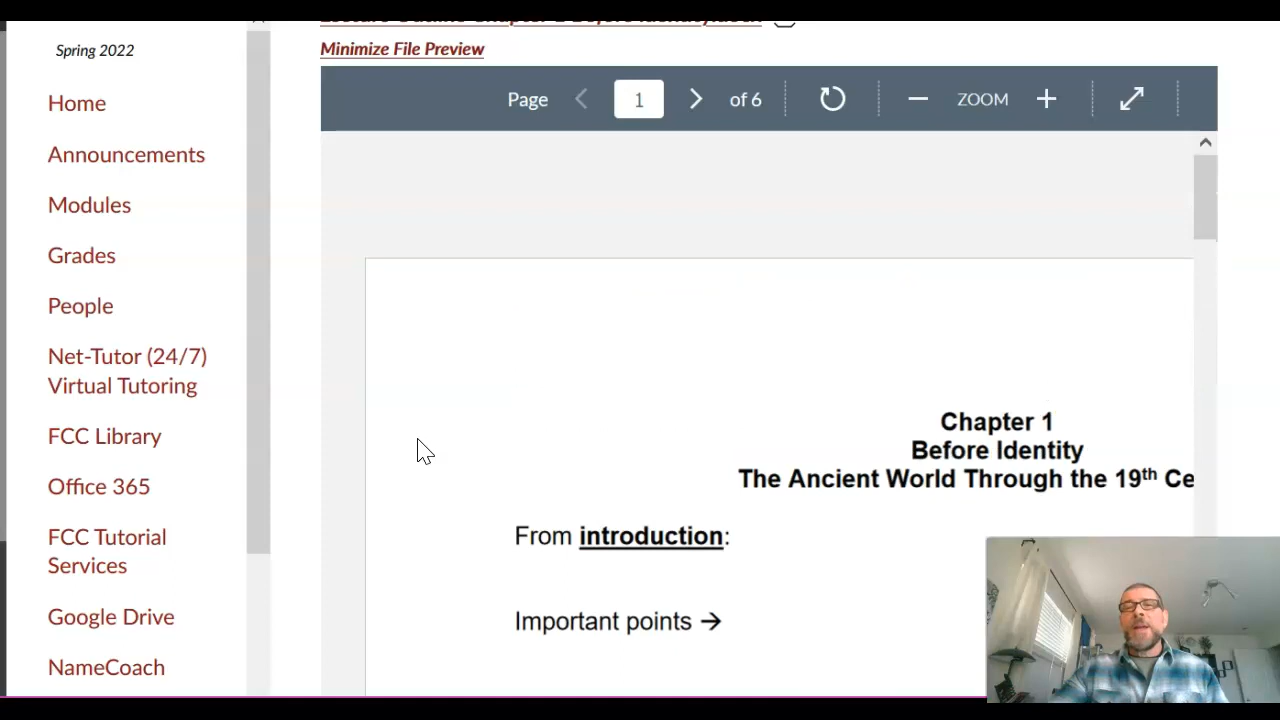 Spring 2022
Home
Announcements
Modules
Grades
People
Net-Tutor (24/7)
Virtual Tutoring
FCC Library
Office 365
FCC Tutorial
Services
Google Drive
NameCoach
Minimize File Preview
Page 1 of 6 ZOOM
Chapter 1
Before Identity
The Ancient World Through the 19th Ce
From introduction:
Important points →